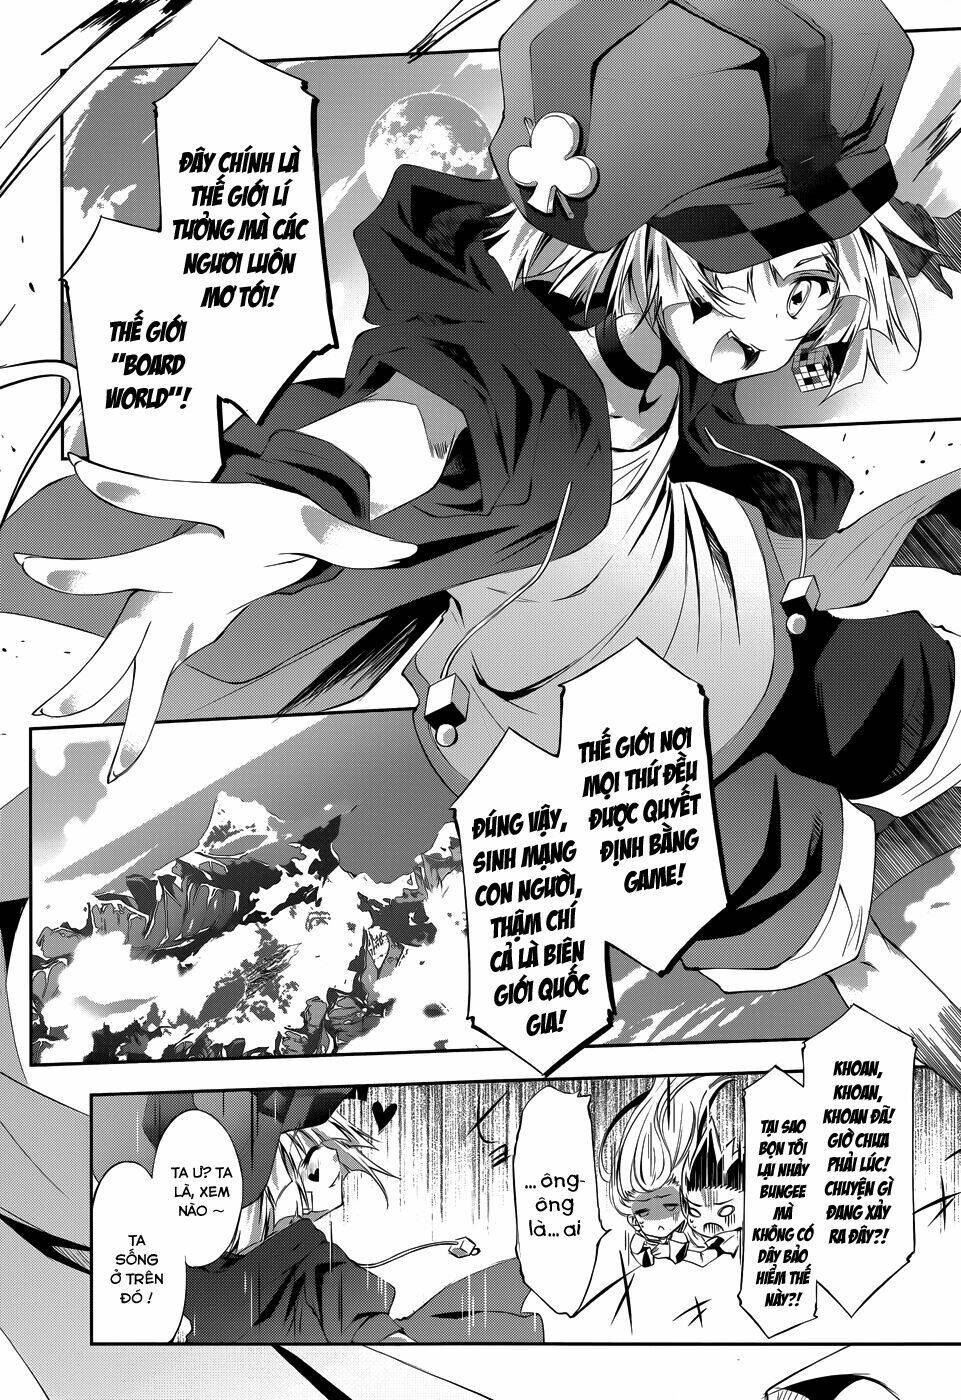 ĐÂY CHÍNH LÀ
THẾ GIỚI LÍ
TƯỞNG MÀ CÁC
NGƯƠI LUÔN
MƠ TỚI!
THẾ GIỚI
"BOARD
WORLD"!
THẾ GIỚI NƠI
MỌI THỨ ĐỀU
ĐƯỢC QUYẾT
ĐỊNH BẰNG
GAME!
ĐÚNG VẬY,
SINH MẠNG
CON NGƯỜI,
THẬM CHÍ
CẢ LÀ BIÊN
GIỚI QUỐC
GIA!
KHOAN,
KHOAN,
KHOAN ĐÃ!
GIỜ CHƯA
PHẢI LÚC!
CHUYỆN GÌ
ĐANG XẢY
RA ĐÂY?!
TẠI SAO
BỌN TÔI
LẠI NHẢY
BUNGEE
MÀ
KHÔNG CÓ
DÂY BẢO
HIỂM THẾ
NÀY?!
...ông-
ông
là... ai
TA Ư? TA
LÀ, XEM
NÀO ~
TA
SỐNG
Ở TRÊN
ĐÓ !